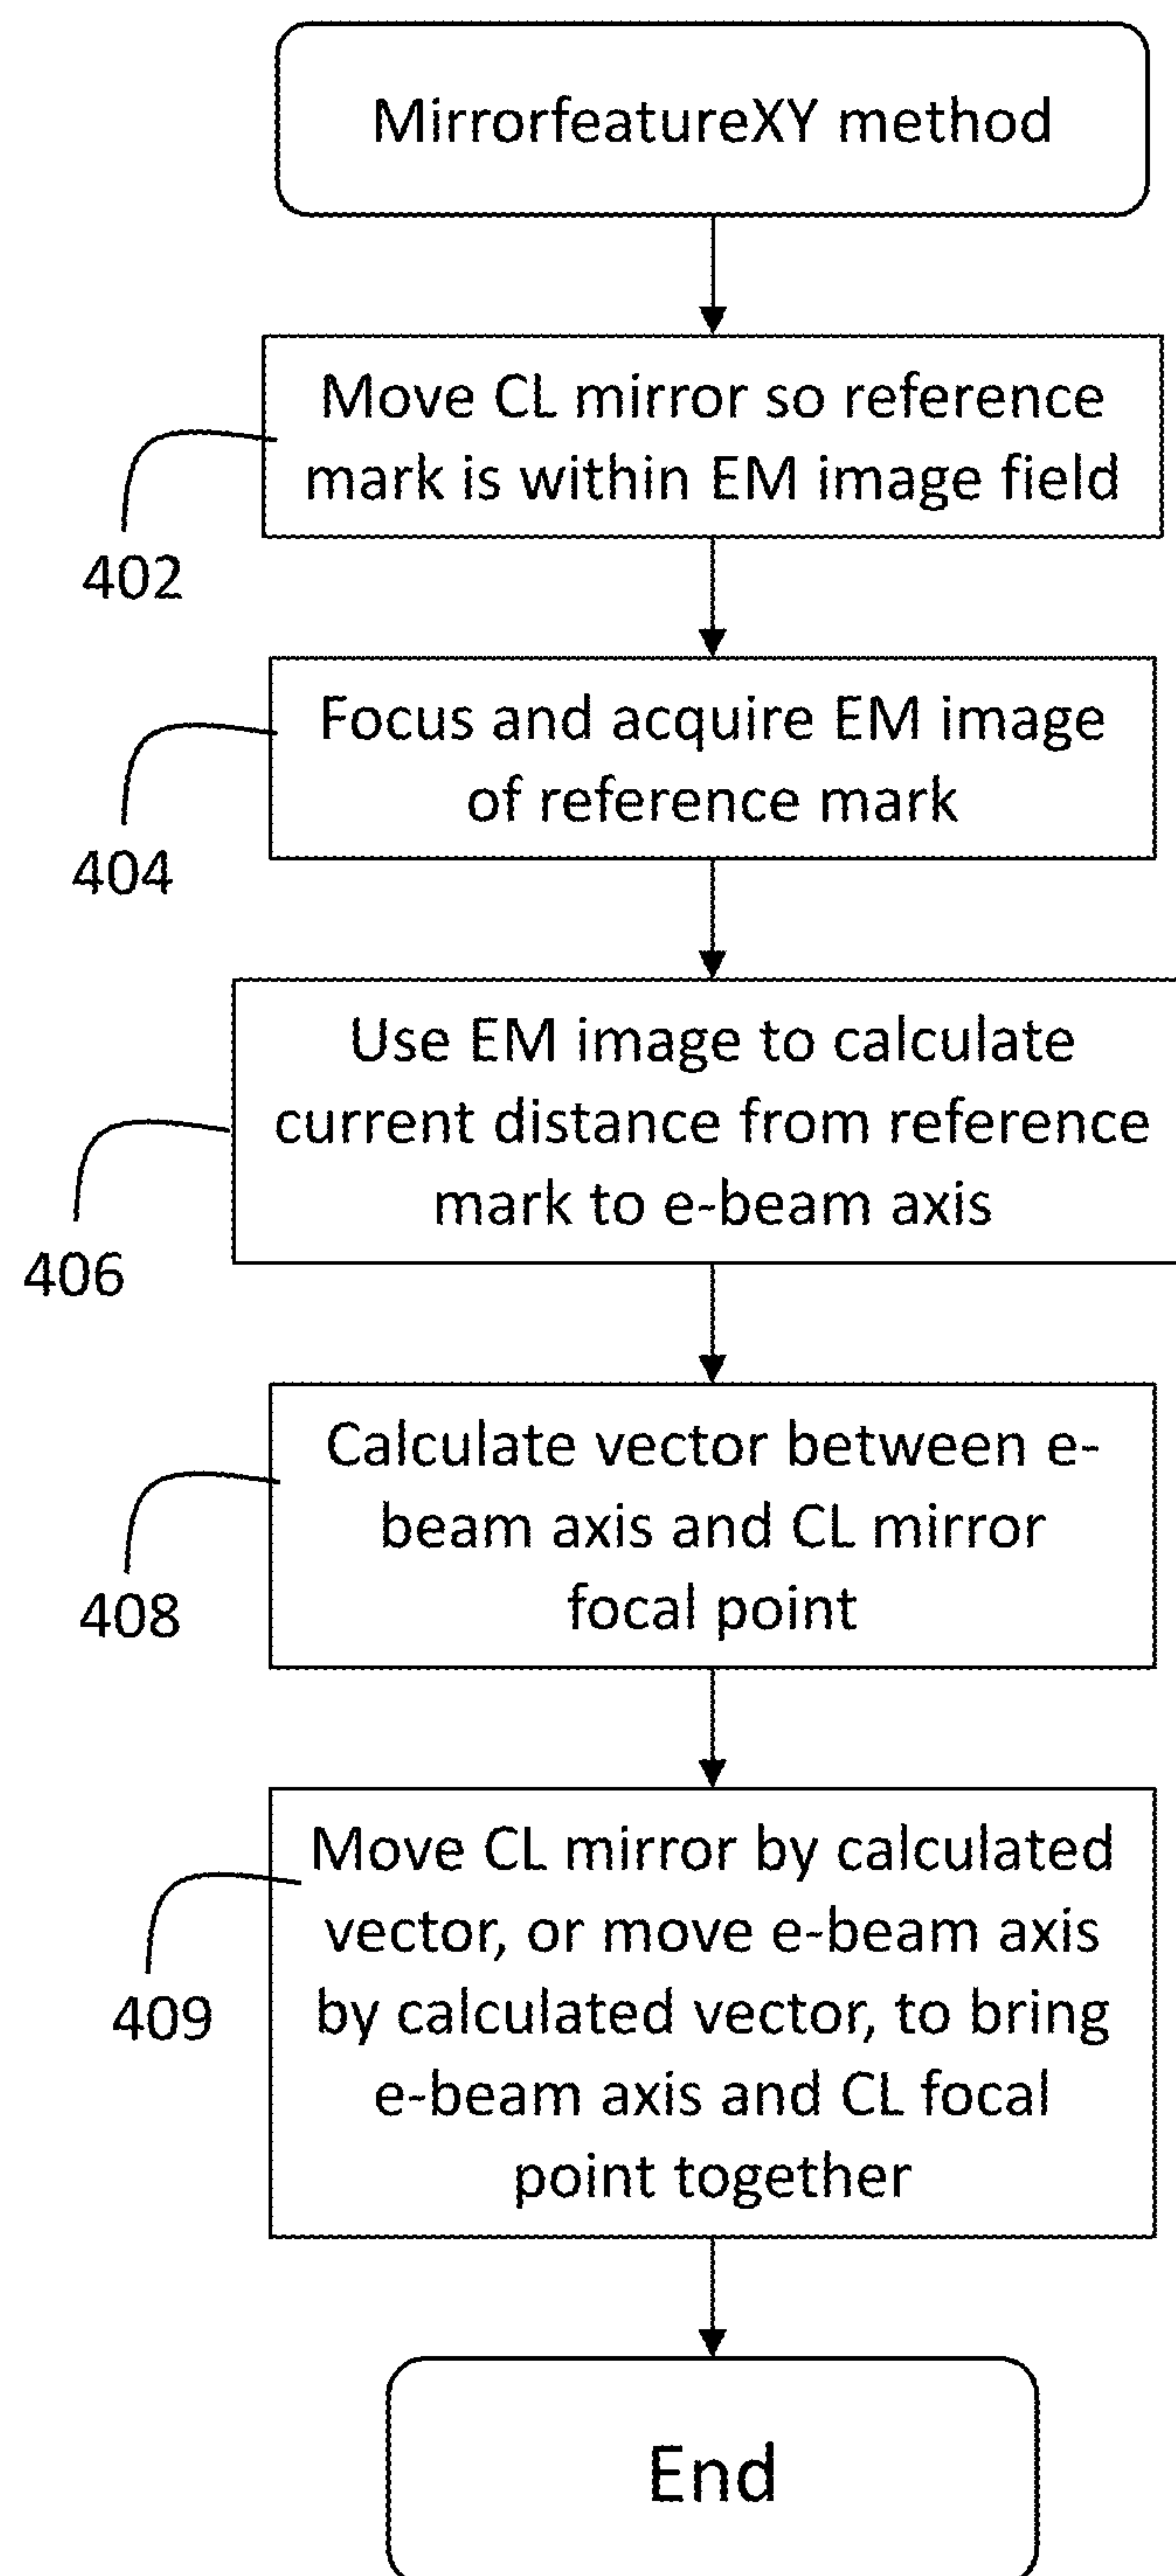 MirrorfeatureXY method
Move CL mirror so reference
mark is within EM image field
402
Focus and acquire EM image
of reference mark
404
Use EM image to calculate
current distance from reference
mark to e-beam axis
406
Calculate vector between e-
beam axis and CL mirror
focal point
408
Move CL mirror by calculated
vector, or move e-beam axis
by calculated vector, to bring
e-beam axis and CL focal
point together
409
End